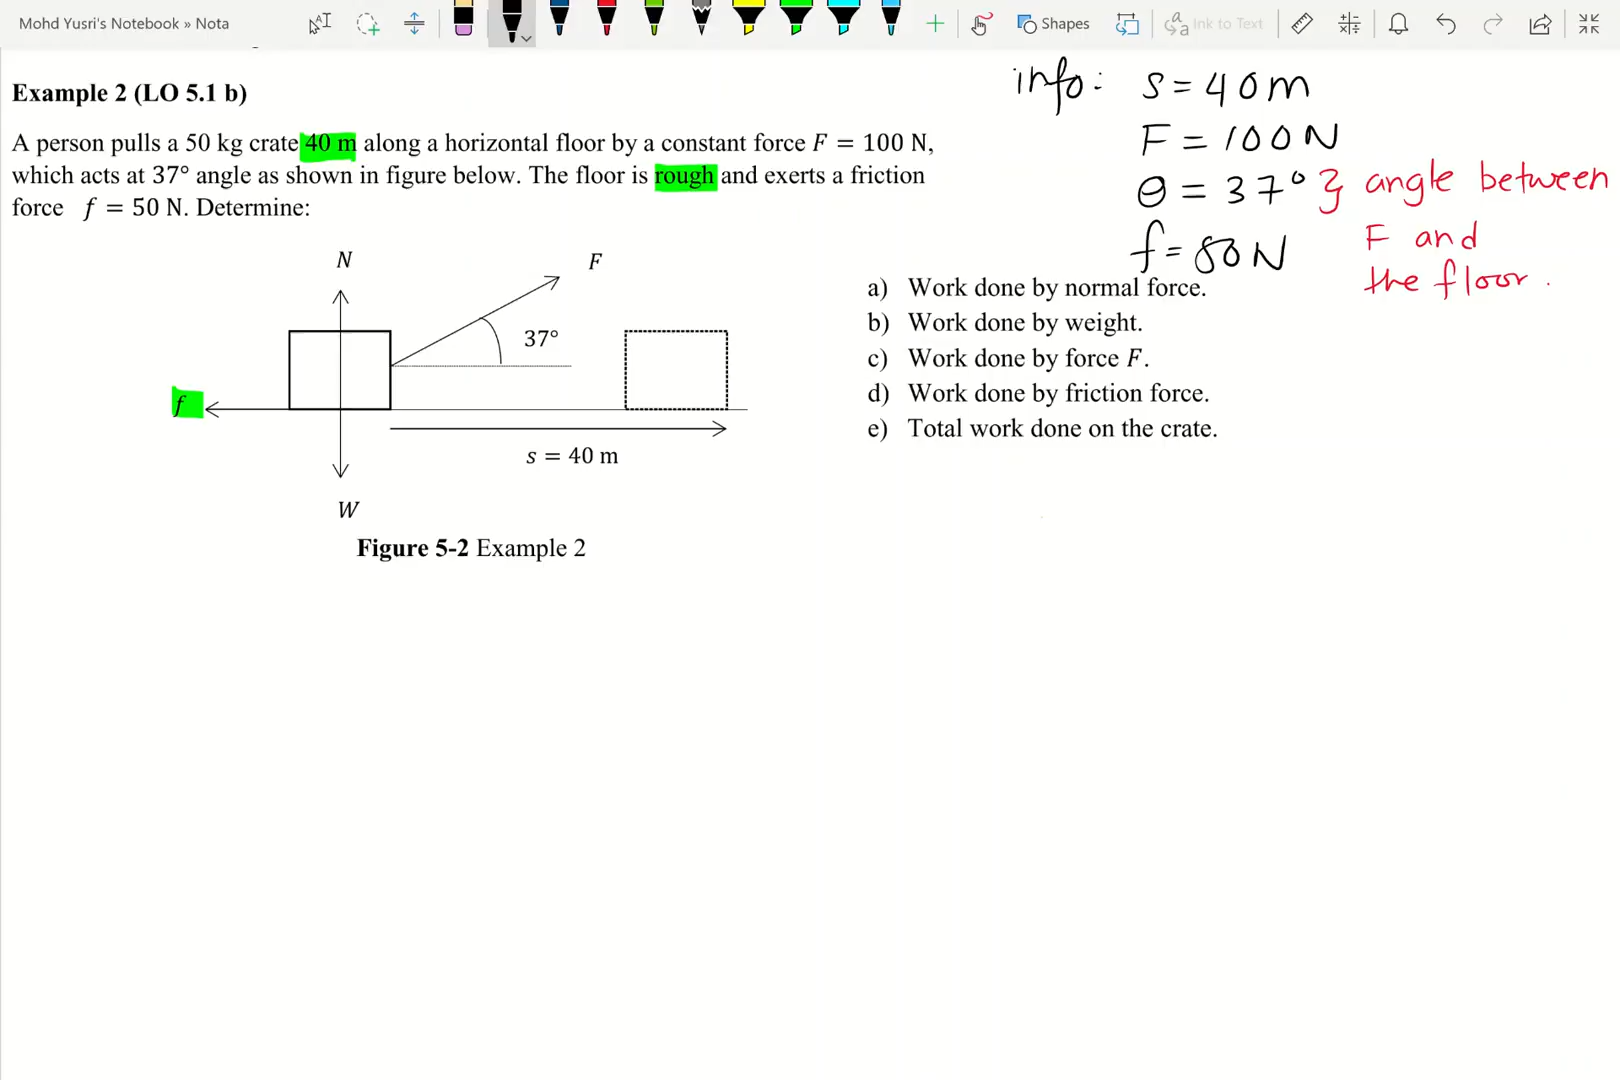 Mohd Yusri's Notebook » Nota
Shapes
Ink to Text
Example 2 (LO 5.1 b)
A person pulls a 50 kg crate 40 m along a horizontal floor by a constant force F = 100 N,
which acts at 37° angle as shown in figure below. The floor is rough and exerts a friction
force f = 50 N. Determine:
info: s = 40m
F = 100N
θ = 37° } angle between
F and
the floor.
f = 50N
N
F
37°
f
s = 40 m
W
Figure 5-2 Example 2
a) Work done by normal force.
b) Work done by weight.
c) Work done by force F.
d) Work done by friction force.
e) Total work done on the crate.